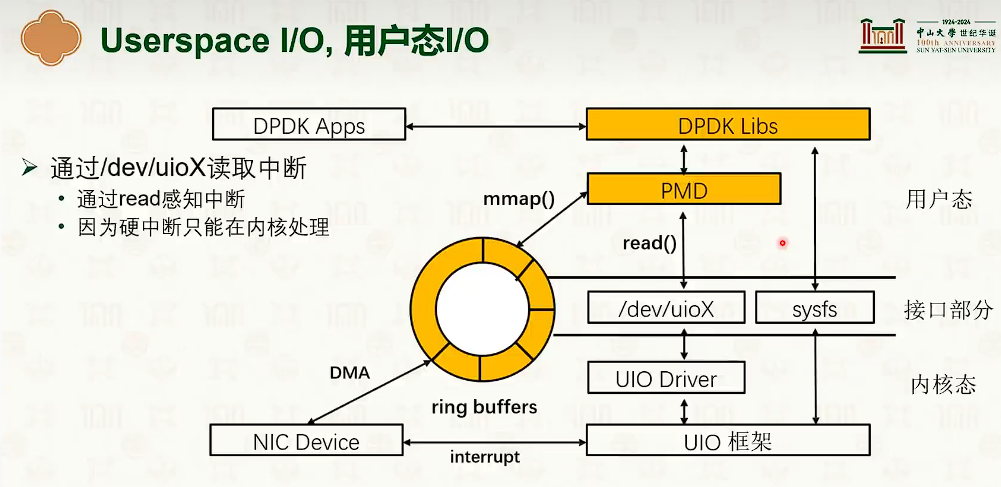 Userspace I/O, 用户态I/O
1924-2024
中山大学 世纪华诞
100th ANNIVERSARY
SUN YAT-SEN UNIVERSITY
DPDK Apps
DPDK Libs
通过/dev/uioX读取中断
通过read感知中断
因为硬中断只能在内核处理
PMD
用户态
mmap()
read()
/dev/uioX
sysfs
接口部分
DMA
UIO Driver
内核态
ring buffers
NIC Device
interrupt
UIO 框架